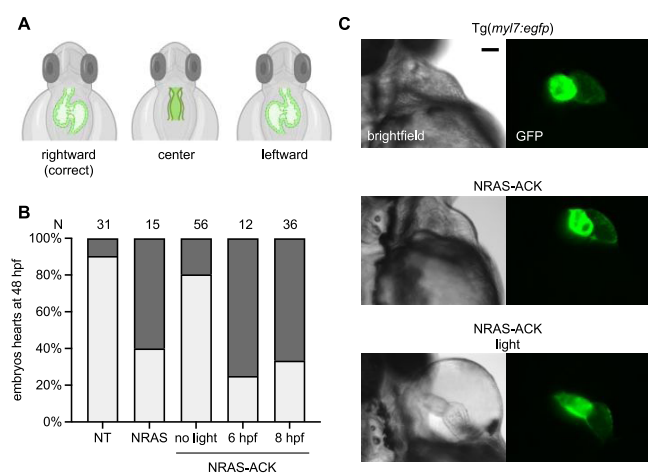 A
rightward
(correct)
center
leftward
B
N 31 15 56 12 36
100%
80%
60%
40%
20%
0%
embryos hearts at 48 hpf
NT NRAS no light 6 hpf 8 hpf
NRAS-ACK
C
Tg(myl7:egfp)
brightfield
GFP
NRAS-ACK
NRAS-ACK
light